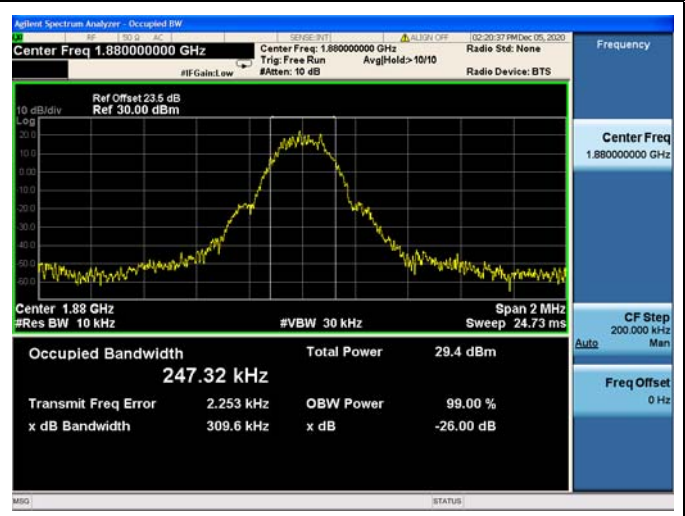 Agilent Spectrum Analyzer - Occupied BW
RF 50 Ω AC SENSE:INT ALIGN OFF 02:20:37 PM Dec 05, 2020
Center Freq 1.880000000 GHz Center Freq: 1.880000000 GHz Radio Std: None
Trig: Free Run Avg|Hold>10/10
#IFGain:Low #Atten: 10 dB Radio Device: BTS
Frequency
Ref Offset 23.5 dB
10 dB/div Ref 30.00 dBm
Log
20.0
10.0
0.00
-10.0
-20.0
-30.0
-40.0
-50.0
-60.0
Center Freq
1.880000000 GHz
Center 1.88 GHz Span 2 MHz
#Res BW 10 kHz #VBW 30 kHz Sweep 24.73 ms
CF Step
200.000 kHz
Auto Man
Occupied Bandwidth Total Power 29.4 dBm
247.32 kHz
Transmit Freq Error 2.253 kHz OBW Power 99.00 %
x dB Bandwidth 309.6 kHz x dB -26.00 dB
Freq Offset
0 Hz
MSG STATUS